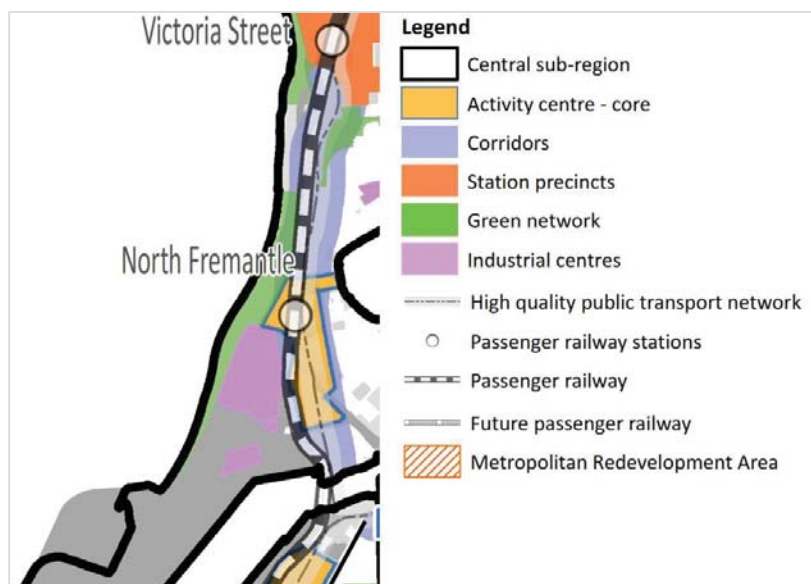 Victoria Street
North Fremantle
Legend
Central sub-region
Activity centre - core
Corridors
Station precincts
Green network
Industrial centres
High quality public transport network
Passenger railway stations
Passenger railway
Future passenger railway
Metropolitan Redevelopment Area